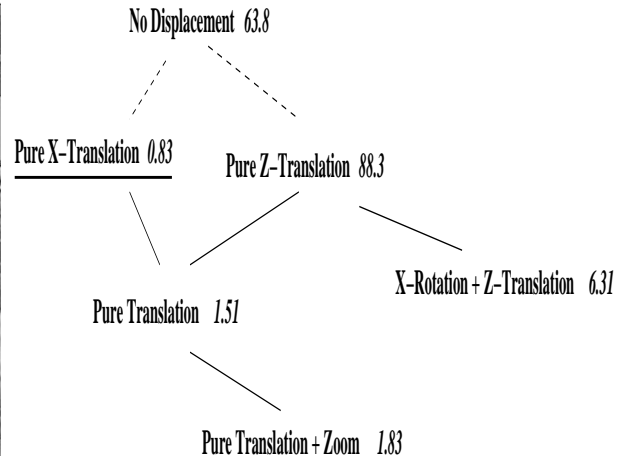 No Displacement 63.8
Pure X–Translation 0.83
Pure Z–Translation 88.3
X–Rotation + Z–Translation 6.31
Pure Translation 1.51
Pure Translation + Zoom 1.83